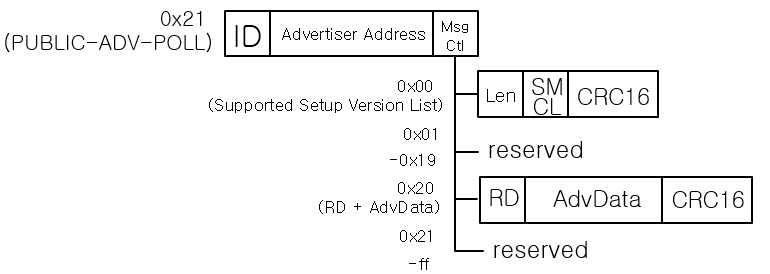 0x21
(PUBLIC-ADV-POLL)
ID
Advertiser Address
Msg
Ctl
0x00
(Supported Setup Version List)
Len
SM
CL
CRC16
0x01
-0x19
reserved
0x20
(RD + AdvData)
RD
AdvData
CRC16
0x21
-ff
reserved